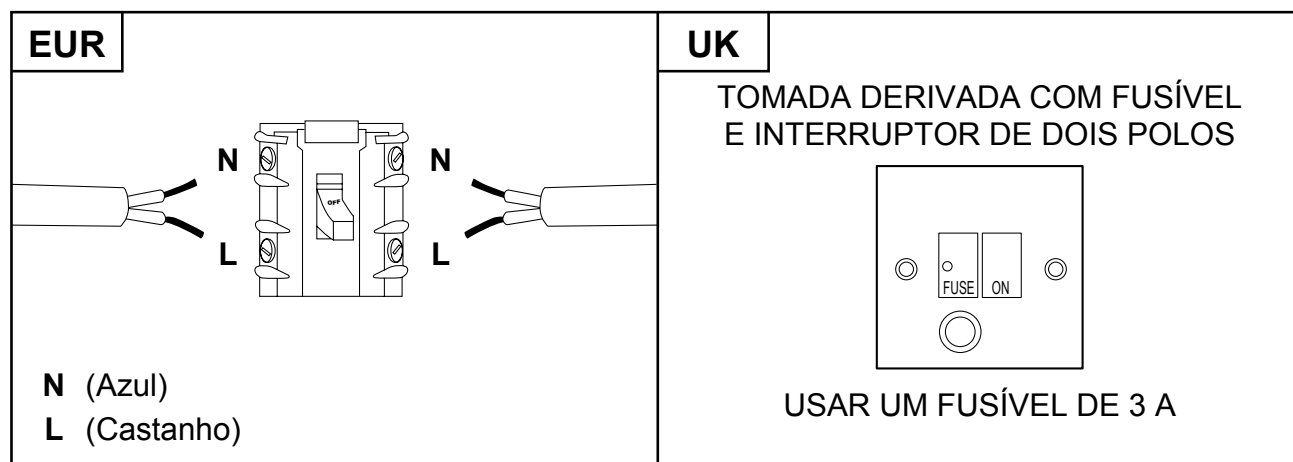 EUR
N
N
OFF
L
L
N (Azul)
L (Castanho)
UK
TOMADA DERIVADA COM FUSÍVEL
E INTERRUPTOR DE DOIS POLOS
FUSE ON
USAR UM FUSÍVEL DE 3 A